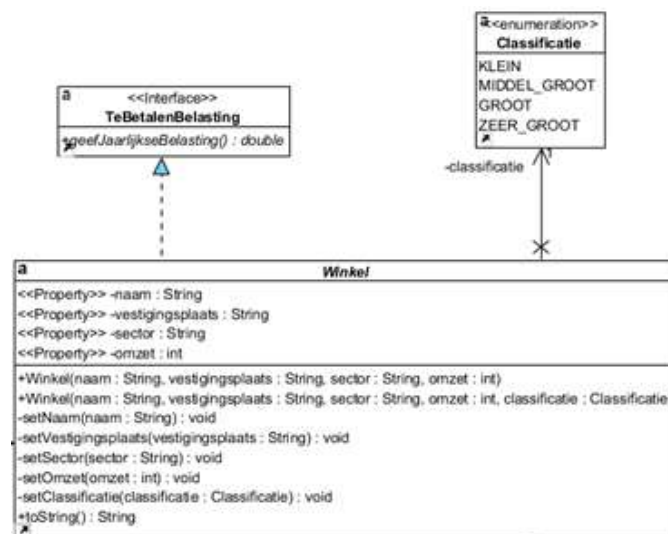 a
<<Interface>>
TeBetalenBelasting
+geefJaarlijkseBelasting() : double
a
<<enumeration>>
Classificatie
KLEIN
MIDDEL_GROOT
GROOT
ZEER_GROOT
-classificatie
1
a
Winkel
<<Property>> -naam : String
<<Property>> -vestigingsplaats : String
<<Property>> -sector : String
<<Property>> -omzet : int
+Winkel(naam : String, vestigingsplaats : String, sector : String, omzet : int)
+Winkel(naam : String, vestigingsplaats : String, sector : String, omzet : int, classificatie : Classificatie
-setNaam(naam : String) : void
-setVestigingsplaats(vestigingsplaats : String) : void
-setSector(sector : String) : void
-setOmzet(omzet : int) : void
-setClassificatie(classificatie : Classificatie) : void
+toString() : String